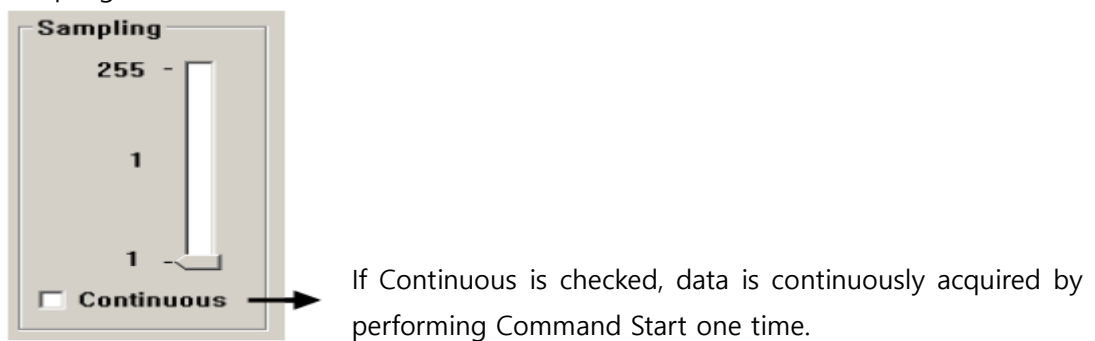 Sampling
255 -
1
1 -
Continuous
If Continuous is checked, data is continuously acquired by
performing Command Start one time.